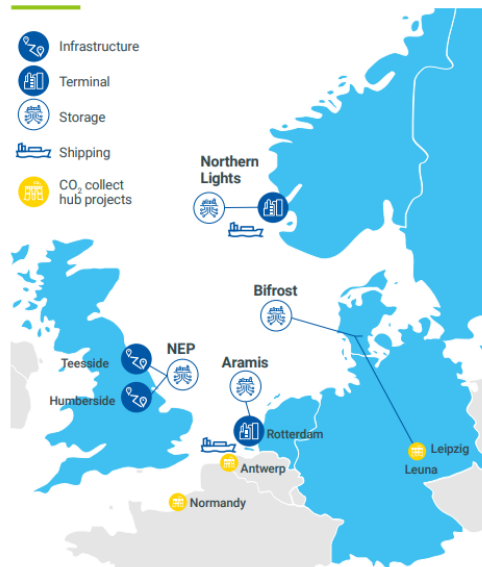 Infrastructure
Terminal
Storage
Shipping
CO₂ collect
hub projects
Northern
Lights
Bifrost
NEP
Aramis
Teesside
Humberside
Rotterdam
Antwerp
Leipzig
Leuna
Normandy